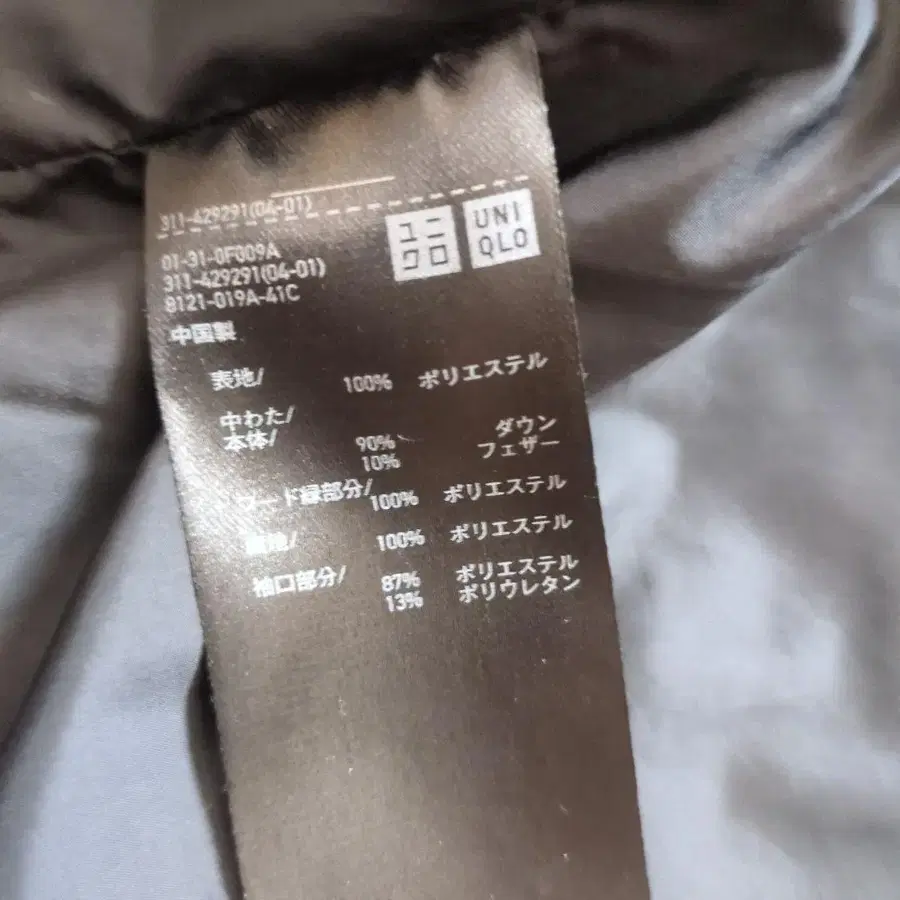 311-429291(04-01)
ユニ
クロ
UNI
QLO
01-31-0F009A
311-429291(04-01)
8121-019A-41C
中国製
表地/ 100% ポリエステル
中わた/
本体/ 90% ダウン
10% フェザー
フード縁部分/ 100% ポリエステル
100% ポリエステル
袖口部分/ 87% ポリエステル
13% ポリウレタン